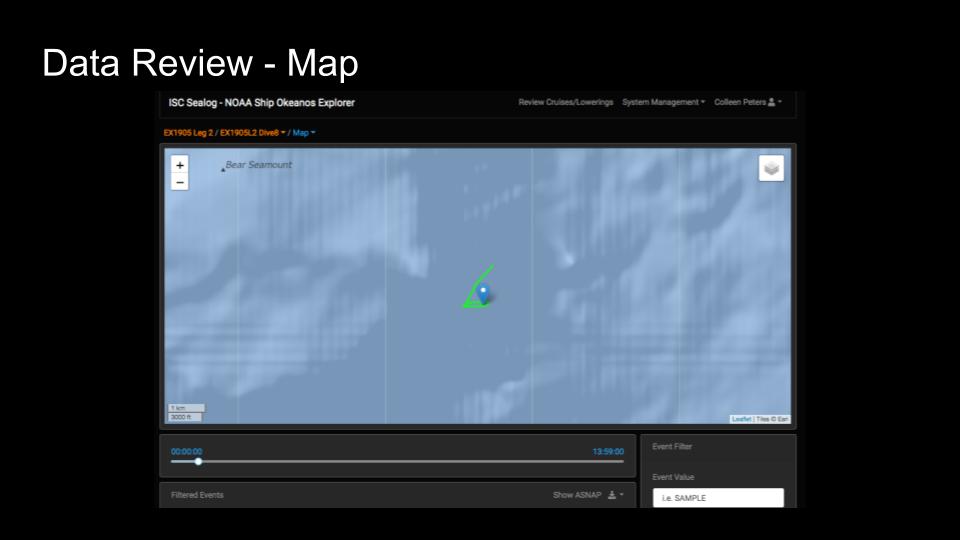 Data Review - Map
ISC Sealog - NOAA Ship Okeanos Explorer
Review Cruises/Lowerings System Management Colleen Peters
EX1905 Leg 2 / EX1905L2 Dive8 / Map
+
Bear Seamount
−
1 km
3000 ft
Leaflet | Tiles © Esri
00:00:00 13:59:00
Event Filter
Event Value
Filtered Events Show ASNAP
i.e. SAMPLE